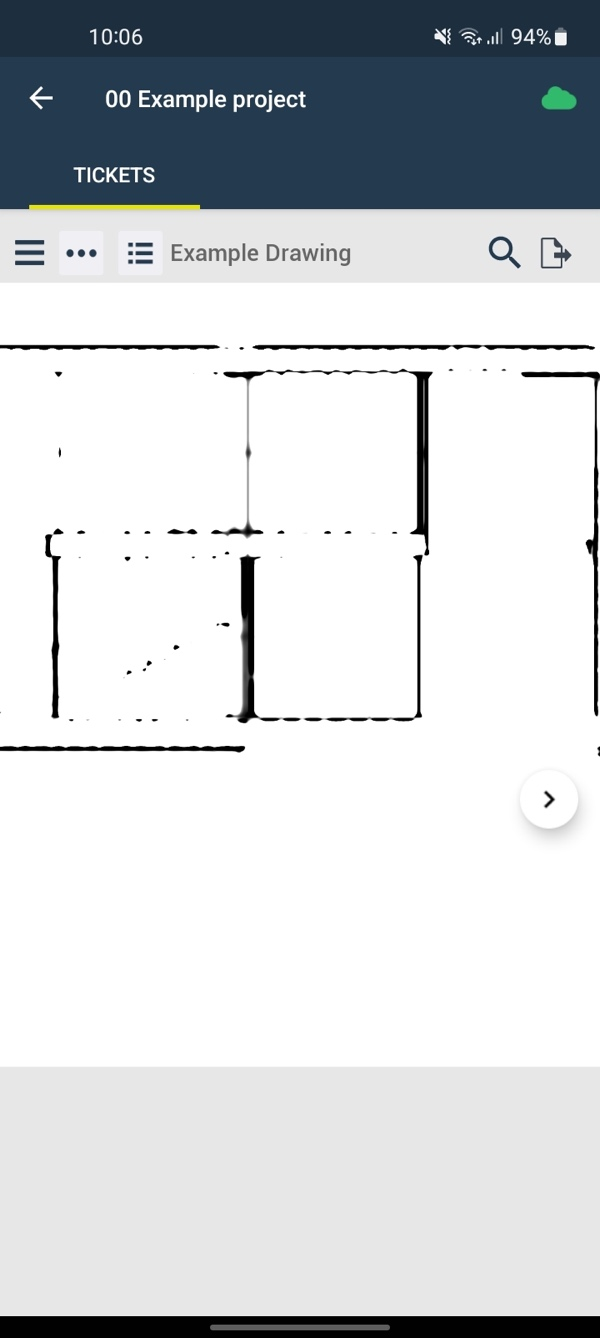 10:06 94%
00 Example project
TICKETS
Example Drawing